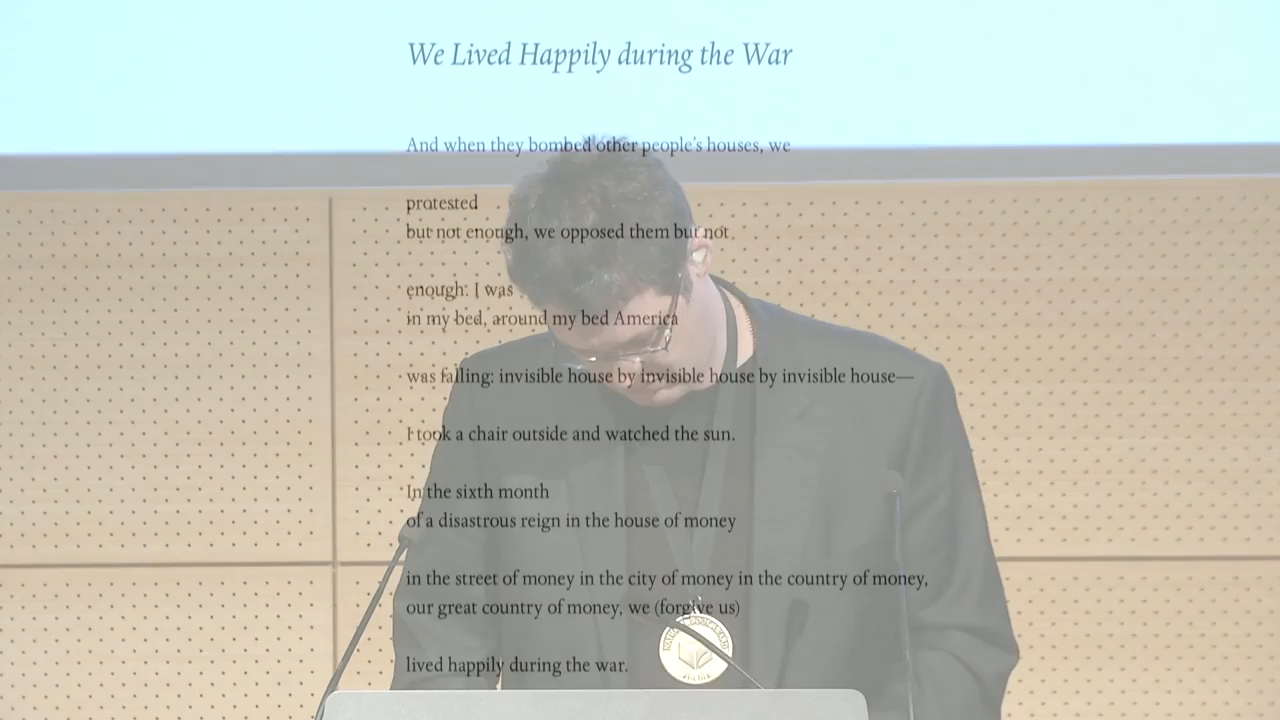 We Lived Happily during the War
And when they bombed other people's houses, we
protested
but not enough, we opposed them but not
enough. I was
in my bed, around my bed America
was falling: invisible house by invisible house by invisible house—
I took a chair outside and watched the sun.
In the sixth month
of a disastrous reign in the house of money
in the street of money in the city of money in the country of money,
our great country of money, we (forgive us)
lived happily during the war.